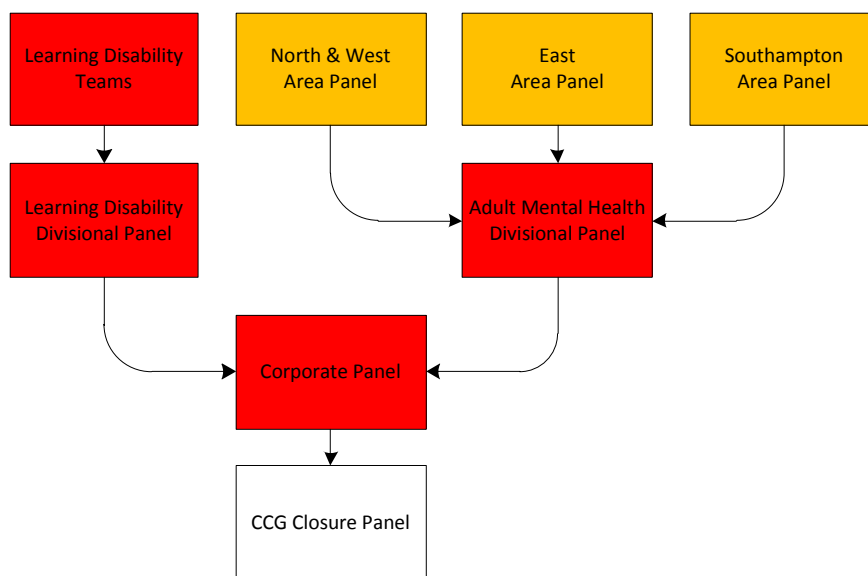 Learning Disability
Teams
North & West
Area Panel
East
Area Panel
Southampton
Area Panel
Learning Disability
Divisional Panel
Adult Mental Health
Divisional Panel
Corporate Panel
CCG Closure Panel